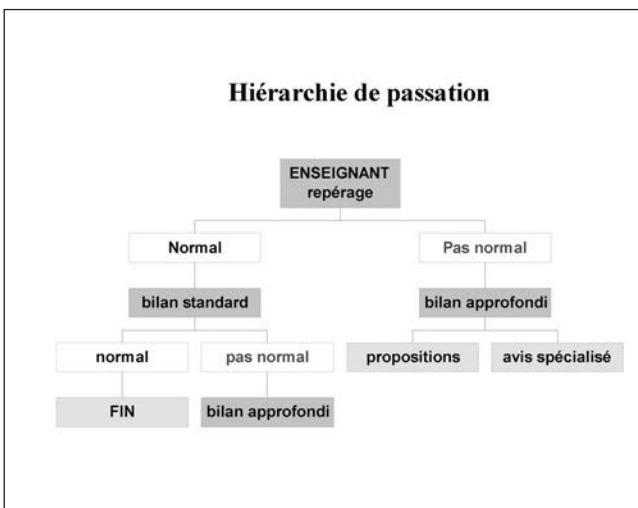 Hiérarchie de passation
ENSEIGNANT
repérage
Normal
Pas normal
bilan standard
bilan approfondi
normal
pas normal
propositions
avis spécialisé
FIN
bilan approfondi